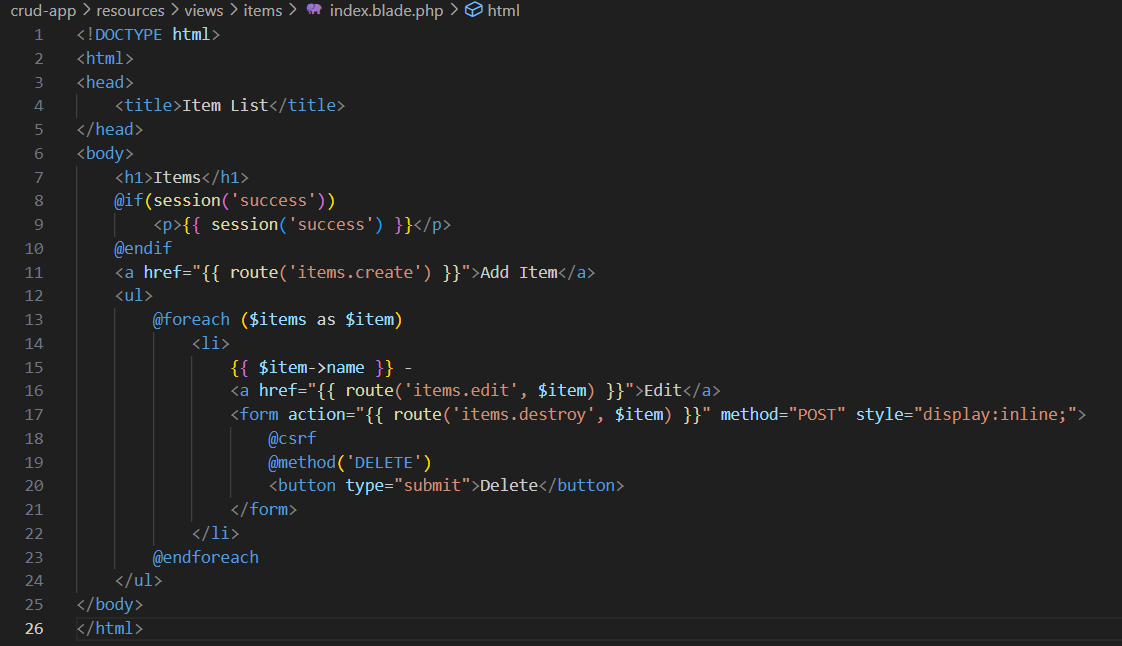 crud-app > resources > views > items > index.blade.php > html
1 <!DOCTYPE html>
2 <html>
3 <head>
4     <title>Item List</title>
5 </head>
6 <body>
7     <h1>Items</h1>
8     @if(session('success'))
9         <p>{{ session('success') }}</p>
10     @endif
11     <a href="{{ route('items.create') }}">Add Item</a>
12     <ul>
13         @foreach ($items as $item)
14             <li>
15                 {{ $item->name }} -
16                 <a href="{{ route('items.edit', $item) }}">Edit</a>
17                 <form action="{{ route('items.destroy', $item) }}" method="POST" style="display:inline;">
18                     @csrf
19                     @method('DELETE')
20                     <button type="submit">Delete</button>
21                 </form>
22             </li>
23         @endforeach
24     </ul>
25 </body>
26 </html>